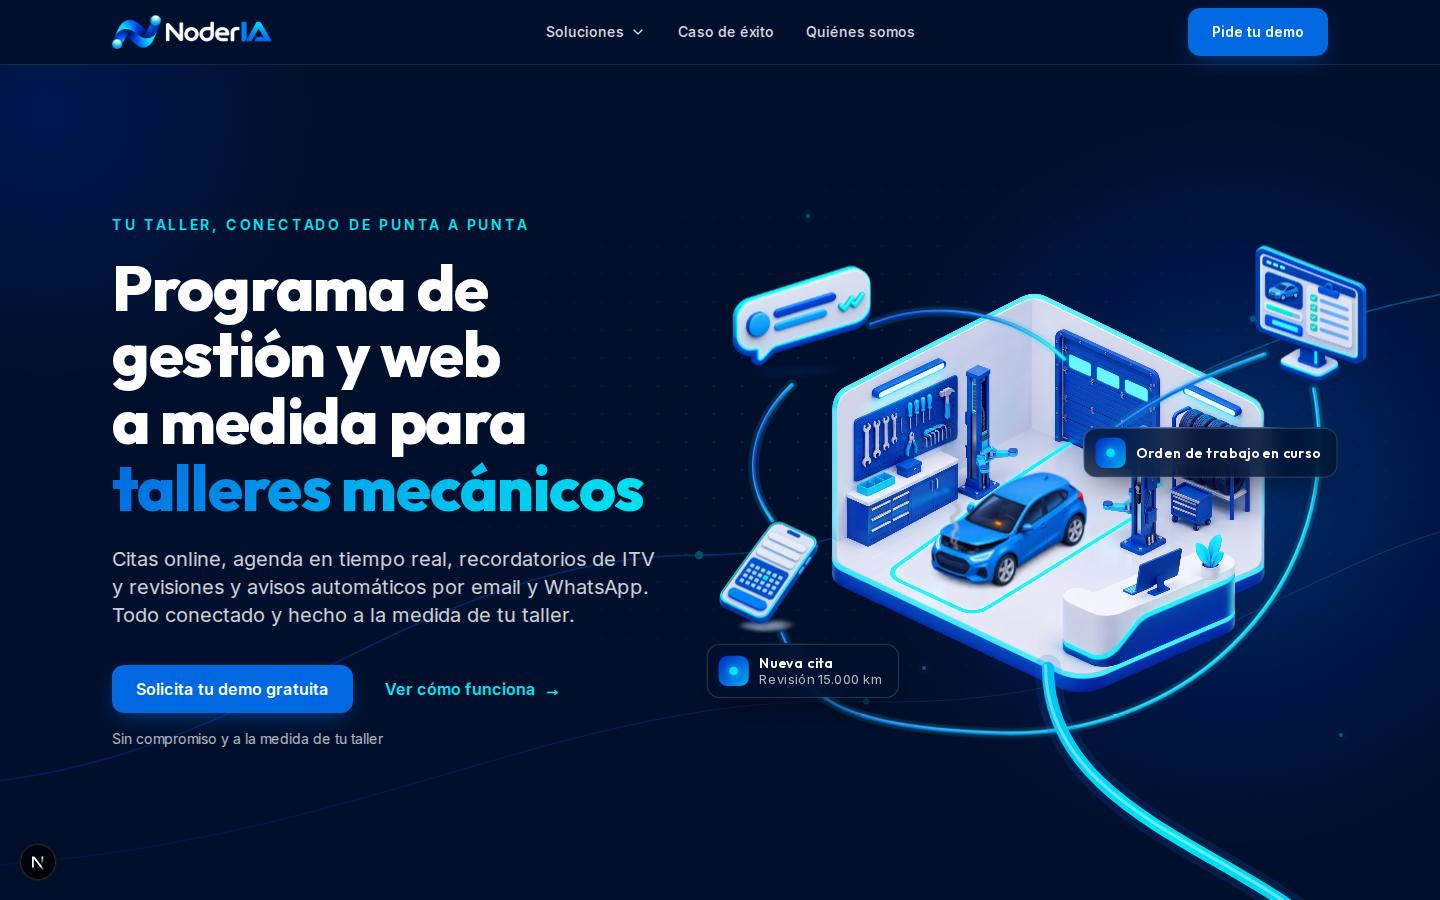 NoderIA
Soluciones
Caso de éxito
Quiénes somos
Pide tu demo
TU TALLER, CONECTADO DE PUNTA A PUNTA
Programa de
gestión y web
a medida para
talleres mecánicos
Citas online, agenda en tiempo real, recordatorios de ITV
y revisiones y avisos automáticos por email y WhatsApp.
Todo conectado y hecho a la medida de tu taller.
Solicita tu demo gratuita
Ver cómo funciona →
Sin compromiso y a la medida de tu taller
Orden de trabajo en curso
Nueva cita
Revisión 15.000 km
N